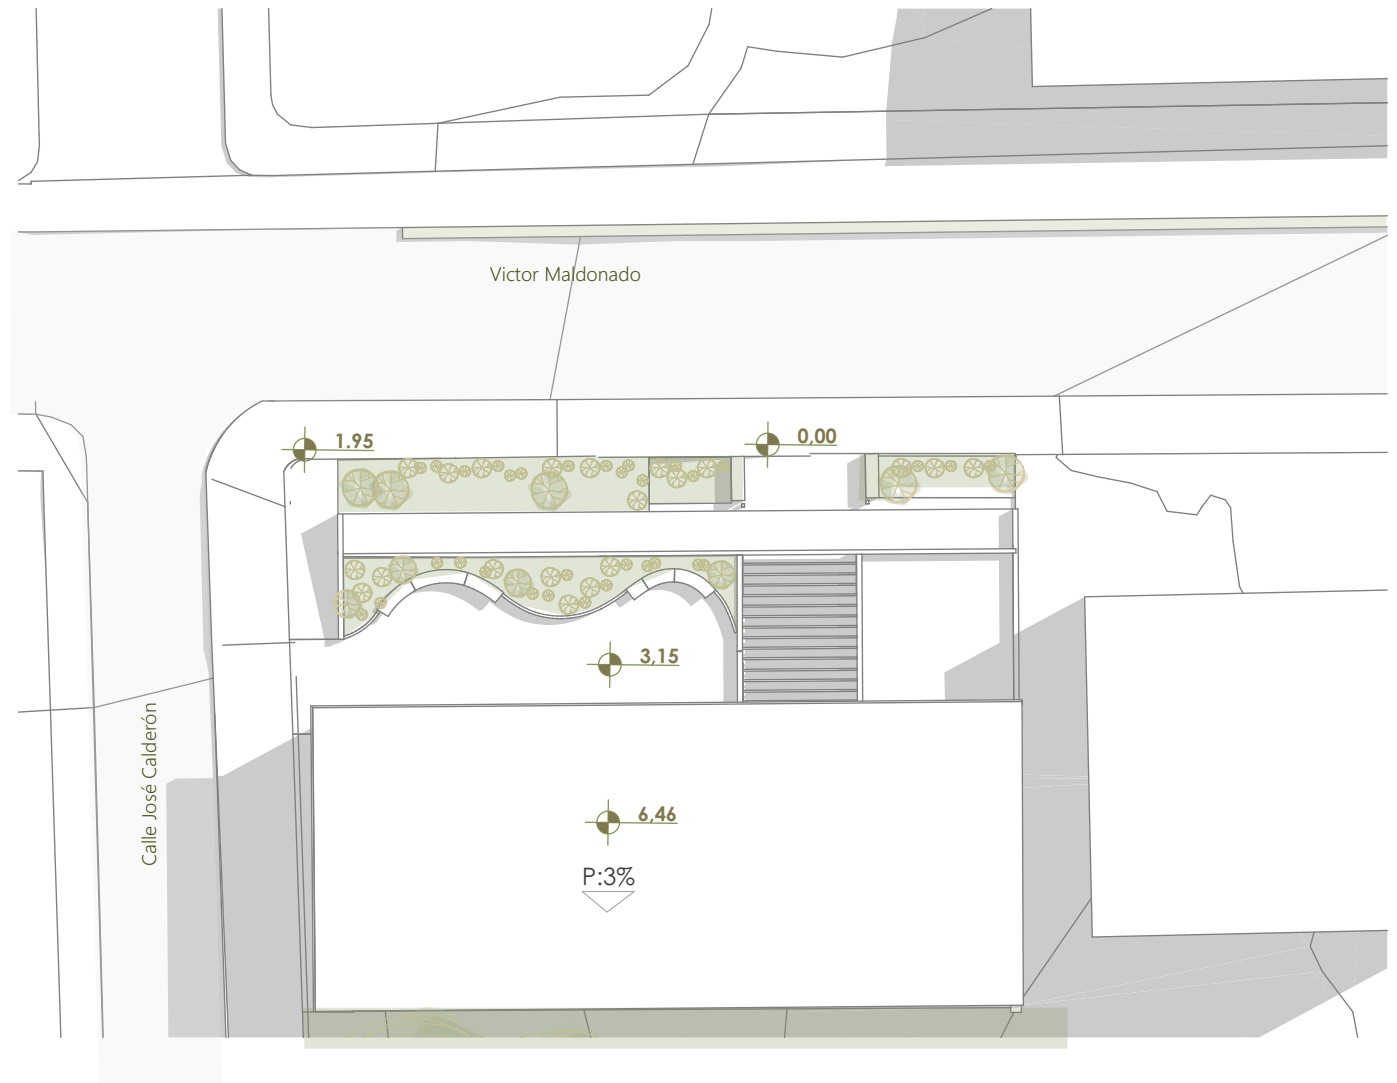 Victor Maldonado
1.95
0,00
3,15
Calle José Calderón
6,46
P:3%